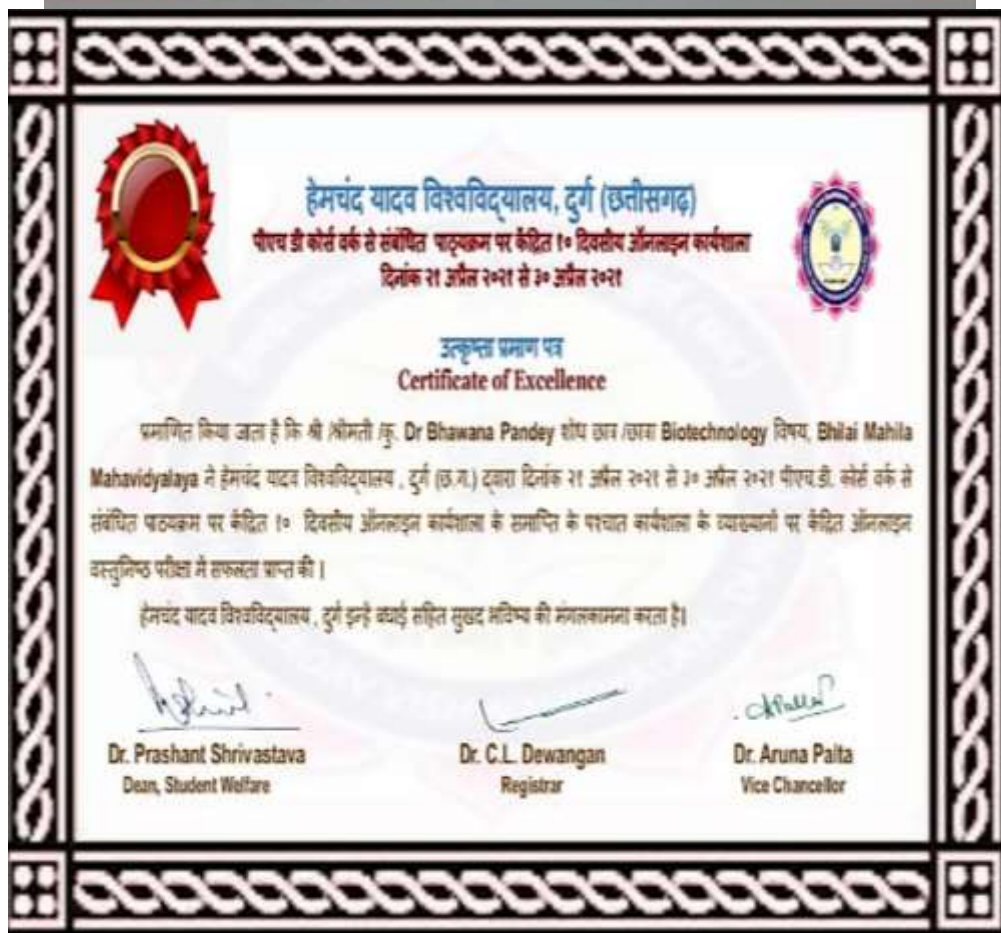 हेमचंद यादव विश्वविद्यालय, दुर्ग (छत्तीसगढ़)
पीएच डी कोर्स वर्क से संबंधित पाठ्यक्रम पर केंद्रित १० दिवसीय ऑनलाइन कार्यशाला
दिनांक २१ अप्रैल २०२१ से ३० अप्रैल २०२१
उत्कृष्टता प्रमाण पत्र
Certificate of Excellence
प्रमाणित किया जाता है कि श्री /श्रीमती /कु. Dr Bhawana Pandey शोध छात्र /छात्रा Biotechnology विषय, Bhilai Mahila
Mahavidyalaya ने हेमचंद यादव विश्वविद्यालय , दुर्ग (छ.ग.) द्वारा दिनांक २१ अप्रैल २०२१ से ३० अप्रैल २०२१ पीएच.डी. कोर्स वर्क से
संबंधित पाठ्यक्रम पर केंद्रित १० दिवसीय ऑनलाइन कार्यशाला के समाप्ति के पश्चात कार्यशाला के व्याख्यानों पर केंद्रित ऑनलाइन
वस्तुनिष्ठ परीक्षा में सफलता प्राप्त की |
हेमचंद यादव विश्वविद्यालय , दुर्ग इन्हें बधाई सहित सुखद भविष्य की मंगलकामना करता है|
Dr. Prashant Shrivastava
Dr. C.L. Dewangan
Dr. Aruna Palta
Dean, Student Welfare
Registrar
Vice Chancellor